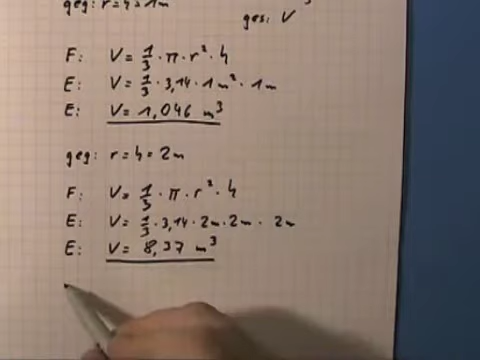 geg: r = h = 1m
ges: V
F: V = 1/3 · π · r² · h
E: V = 1/3 · 3,14 · 1m² · 1m
E: V = 1,046 m³
geg: r = h = 2m
F: V = 1/3 · π · r² · h
E: V = 1/3 · 3,14 · 2m · 2m · 2m
E: V = 8,37 m³